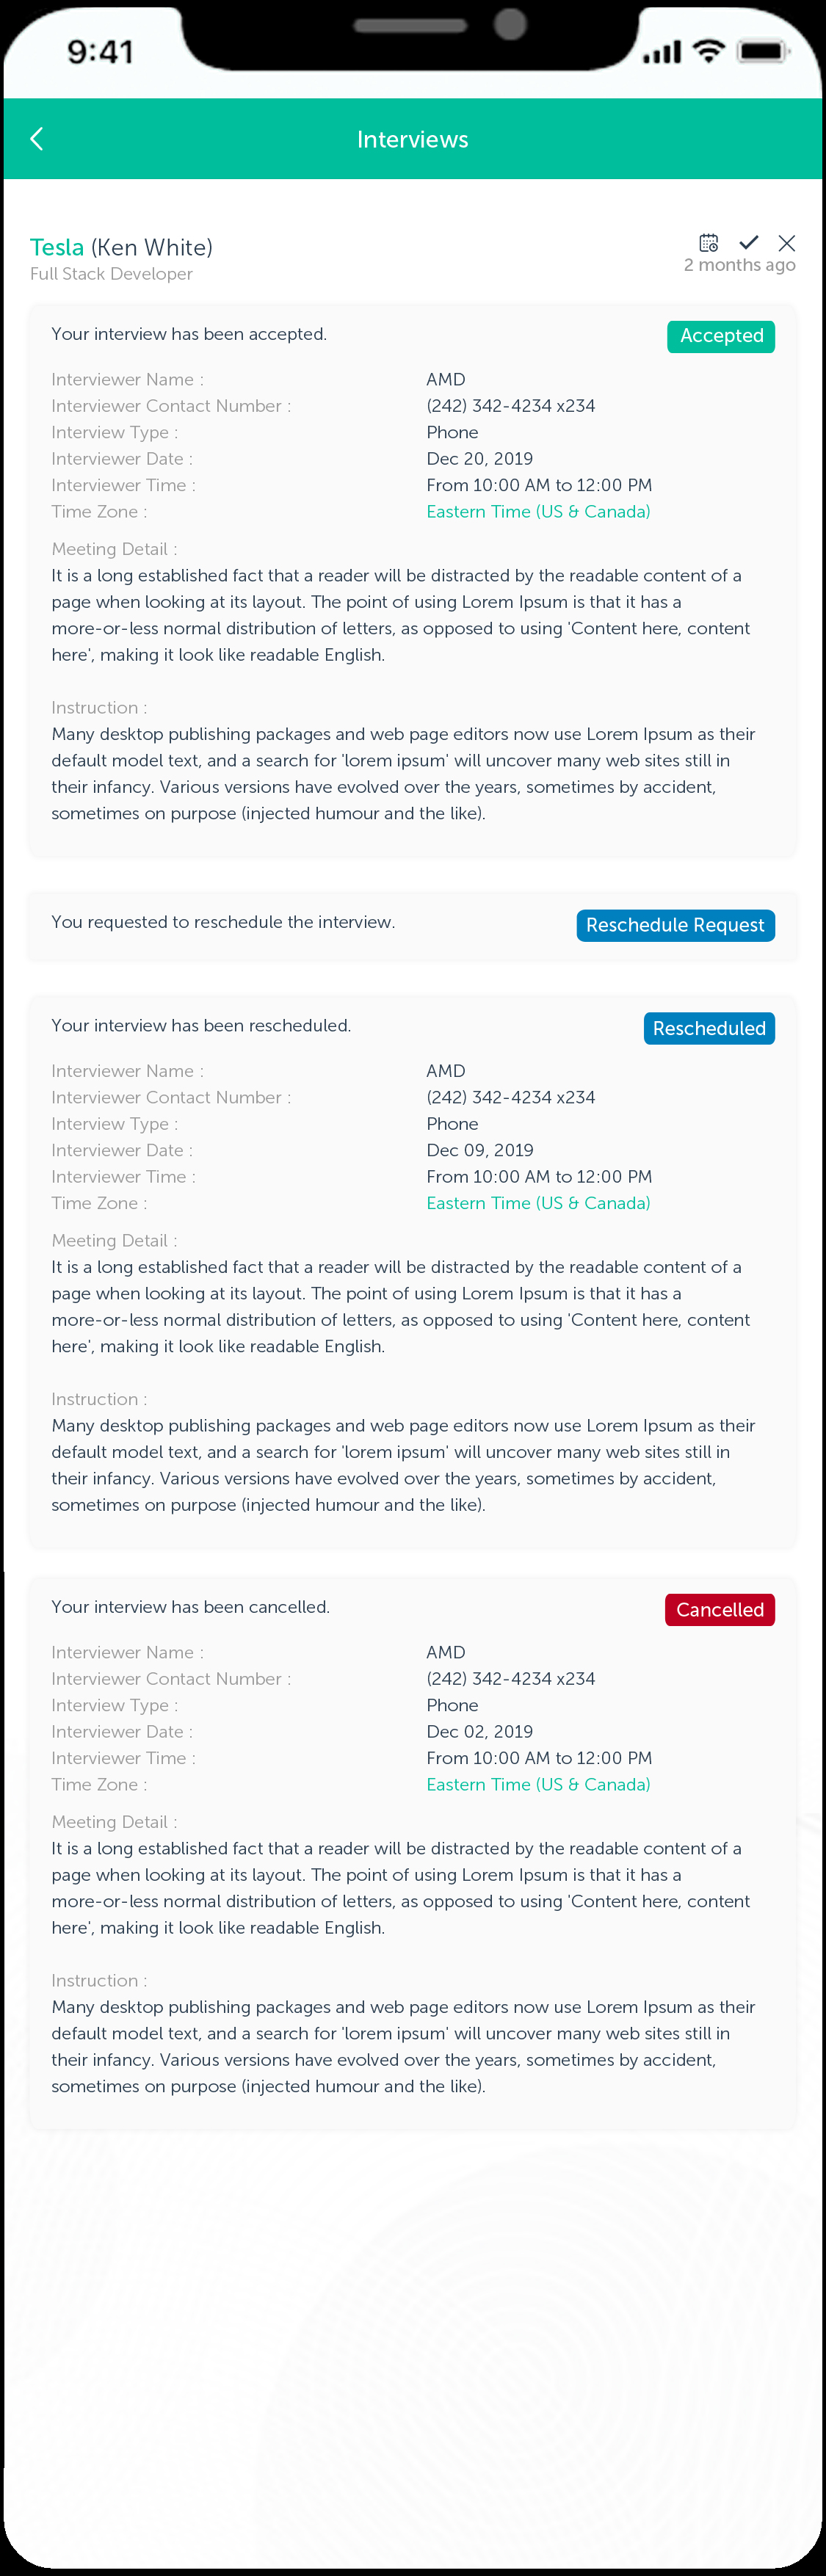 9:41
Interviews
Tesla (Ken White)
Full Stack Developer
2 months ago
Your interview has been accepted.
Accepted
Interviewer Name : AMD
Interviewer Contact Number : (242) 342-4234 x234
Interview Type : Phone
Interviewer Date : Dec 20, 2019
Interviewer Time : From 10:00 AM to 12:00 PM
Time Zone : Eastern Time (US & Canada)
Meeting Detail :
It is a long established fact that a reader will be distracted by the readable content of a
page when looking at its layout. The point of using Lorem Ipsum is that it has a
more-or-less normal distribution of letters, as opposed to using 'Content here, content
here', making it look like readable English.
Instruction :
Many desktop publishing packages and web page editors now use Lorem Ipsum as their
default model text, and a search for 'lorem ipsum' will uncover many web sites still in
their infancy. Various versions have evolved over the years, sometimes by accident,
sometimes on purpose (injected humour and the like).
You requested to reschedule the interview.
Reschedule Request
Your interview has been rescheduled.
Rescheduled
Interviewer Name : AMD
Interviewer Contact Number : (242) 342-4234 x234
Interview Type : Phone
Interviewer Date : Dec 09, 2019
Interviewer Time : From 10:00 AM to 12:00 PM
Time Zone : Eastern Time (US & Canada)
Meeting Detail :
It is a long established fact that a reader will be distracted by the readable content of a
page when looking at its layout. The point of using Lorem Ipsum is that it has a
more-or-less normal distribution of letters, as opposed to using 'Content here, content
here', making it look like readable English.
Instruction :
Many desktop publishing packages and web page editors now use Lorem Ipsum as their
default model text, and a search for 'lorem ipsum' will uncover many web sites still in
their infancy. Various versions have evolved over the years, sometimes by accident,
sometimes on purpose (injected humour and the like).
Your interview has been cancelled.
Cancelled
Interviewer Name : AMD
Interviewer Contact Number : (242) 342-4234 x234
Interview Type : Phone
Interviewer Date : Dec 02, 2019
Interviewer Time : From 10:00 AM to 12:00 PM
Time Zone : Eastern Time (US & Canada)
Meeting Detail :
It is a long established fact that a reader will be distracted by the readable content of a
page when looking at its layout. The point of using Lorem Ipsum is that it has a
more-or-less normal distribution of letters, as opposed to using 'Content here, content
here', making it look like readable English.
Instruction :
Many desktop publishing packages and web page editors now use Lorem Ipsum as their
default model text, and a search for 'lorem ipsum' will uncover many web sites still in
their infancy. Various versions have evolved over the years, sometimes by accident,
sometimes on purpose (injected humour and the like).